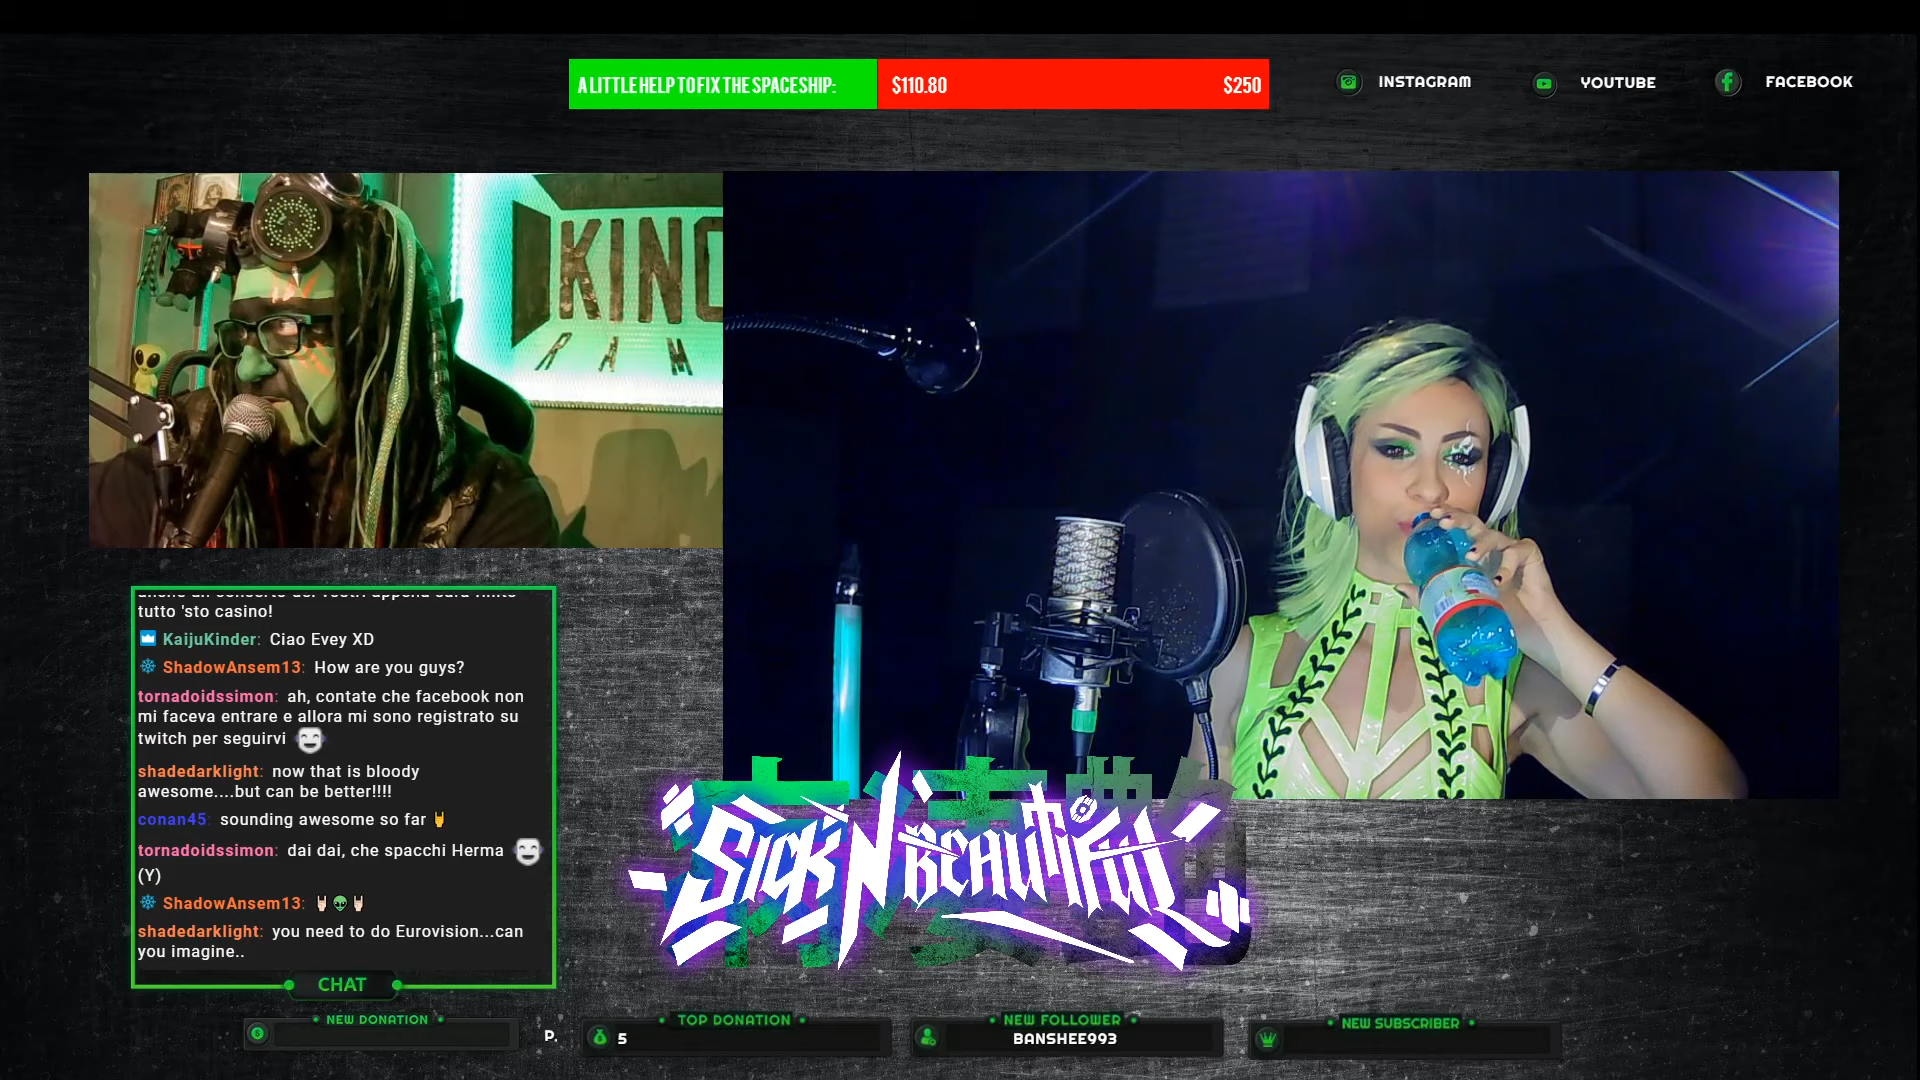 A LITTLE HELP TO FIX THE SPACESHIP: $110.80 $250
INSTAGRAM
YOUTUBE
FACEBOOK
KING
RAM
tutto 'sto casino!
KaijuKinder: Ciao Evey XD
ShadowAnsem13: How are you guys?
tornadoidssimon: ah, contate che facebook non
mi faceva entrare e allora mi sono registrato su
twitch per seguirvi
shadedarklight: now that is bloody
awesome....but can be better!!!!
conan45: sounding awesome so far 🤘
tornadoidssimon: dai dai, che spacchi Herma
(Y)
ShadowAnsem13: 🤘👽🤘
shadedarklight: you need to do Eurovision...can
you imagine..
CHAT
SICK N BEAUTIFUL
NEW DONATION
P.
TOP DONATION
5
NEW FOLLOWER
BANSHEE993
NEW SUBSCRIBER